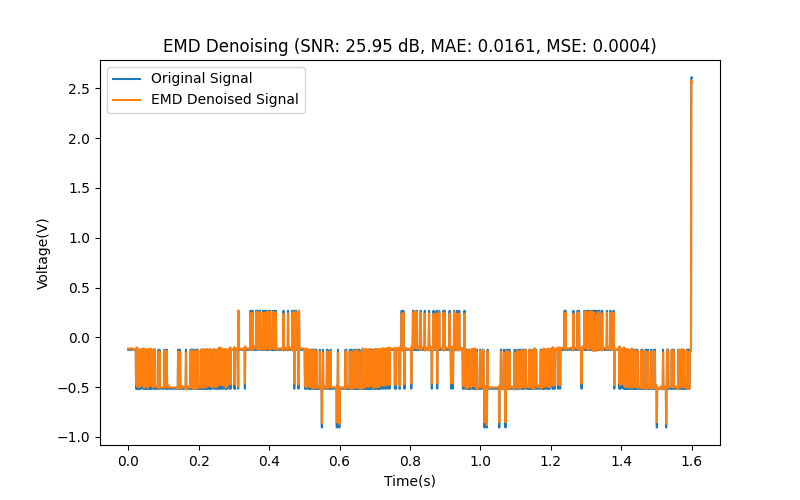 EMD Denoising (SNR: 25.95 dB, MAE: 0.0161, MSE: 0.0004)
Original Signal
EMD Denoised Signal
2.5
2.0
1.5
1.0
0.5
0.0
−0.5
−1.0
Voltage(V)
0.0 0.2 0.4 0.6 0.8 1.0 1.2 1.4 1.6
Time(s)